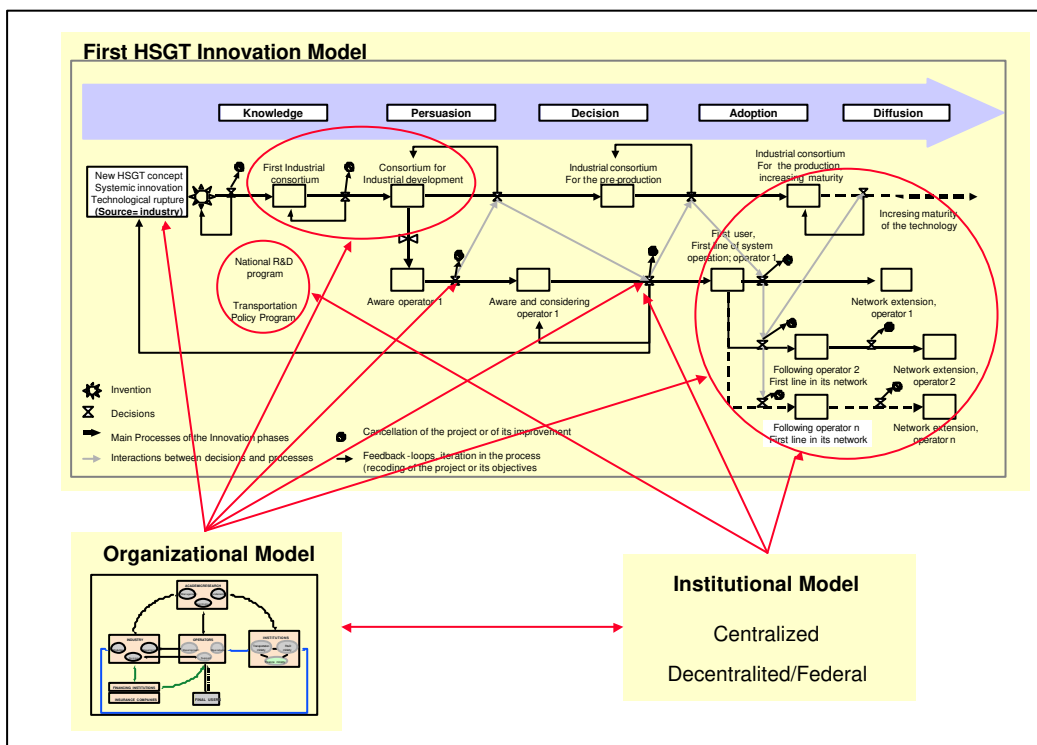 First HSGT Innovation Model
Knowledge
Persuasion
Decision
Adoption
Diffusion
New HSGT concept
Systemic innovation
Technological rupture
(Source= industry)
First Industrial
consortium
Consortium for
Industrial development
Industrial consortium
For the pre-production
Industrial consortium
For the production,
increasing maturity
Incresing maturity
of the technology
National R&D
program
Transportation
Policy Program
Aware operator 1
Aware and considering
operator 1
First user,
First line of system
operation; operator 1
Network extension,
operator 1
Following operator 2
First line in its network
Network extension,
operator 2
Following operator n
First line in its network
Network extension,
operator n
Invention
Decisions
Main Processes of the Innovation phases
Interactions between decisions and processes
Cancellation of the project or of its improvement
Feedback -loops, iteration in the process
(recoding of the project or its objectives
Organizational Model
ACADEMIC RESEARCH
INDUSTRY
OPERATORS
INSTITUTIONS
FINANCING INSTITUTIONS
INSURANCE COMPANIES
FINAL USERS
Institutional Model
Centralized
Decentralited/Federal